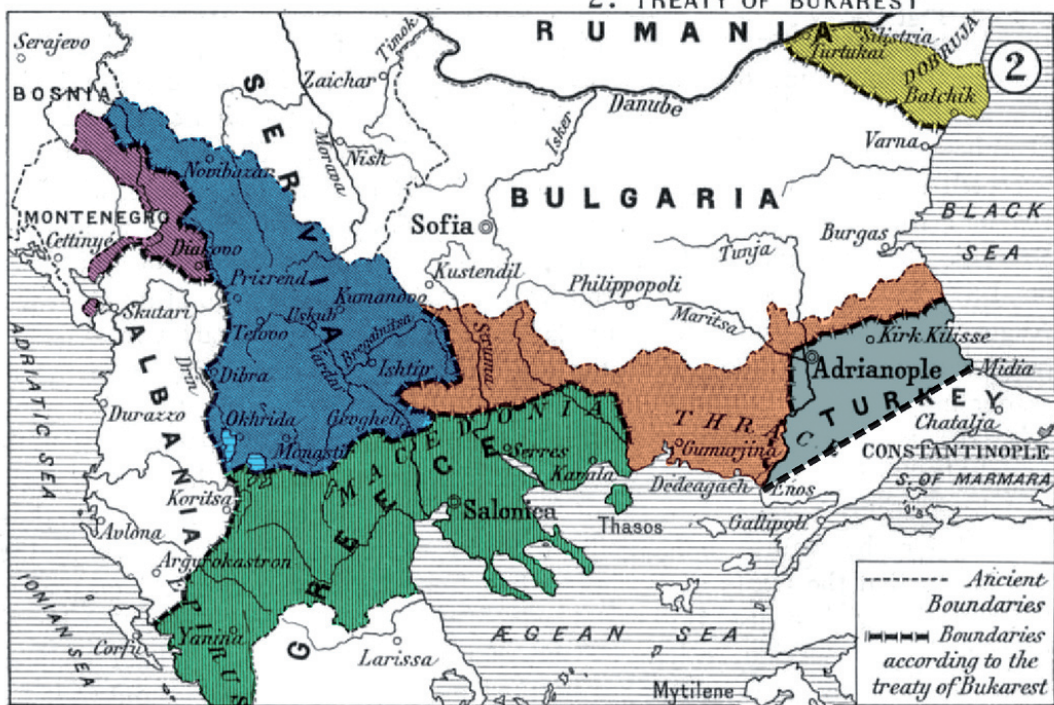 2. TREATY OF BUKAREST
RUMANIA
Serajevo
Timok
Silistria
Turtukai
DOBRUJA
2
Zaichar
BOSNIA
Baltchik
SERVIA
Danube
Isker
Varna
Morava
Nish
Novibazar
BULGARIA
MONTENEGRO
Cettinye
Sofia
BLACK
SEA
Burgas
Diakovo
Tunja
Kustendil
Prizrend
Philippopoli
Kumanovo
Skutari
Uskub
Maritsa
Tetovo
Bregalnitsa
Struma
Kirk Kilisse
ADRIATIC SEA
ALBANIA
Drin
Vardar
Ishtip
Adrianople
Midia
Dibra
TURKEY
Durazzo
Okhrida
Gevgheli
MACEDONIA
THRACE
Chatalja
Monastir
Gumurjina
CONSTANTINOPLE
Serres
Kavala
Dedeagach
Enos
S. OF MARMARA
Koritsa
GREECE
Salonica
Thasos
Gallipoli
Avlona
Argyrokastron
IONIAN SEA
EPIRUS
Yanina
Corfu
Larissa
ÆGEAN SEA
Mytilene
Ancient
Boundaries
Boundaries
according to the
treaty of Bukarest